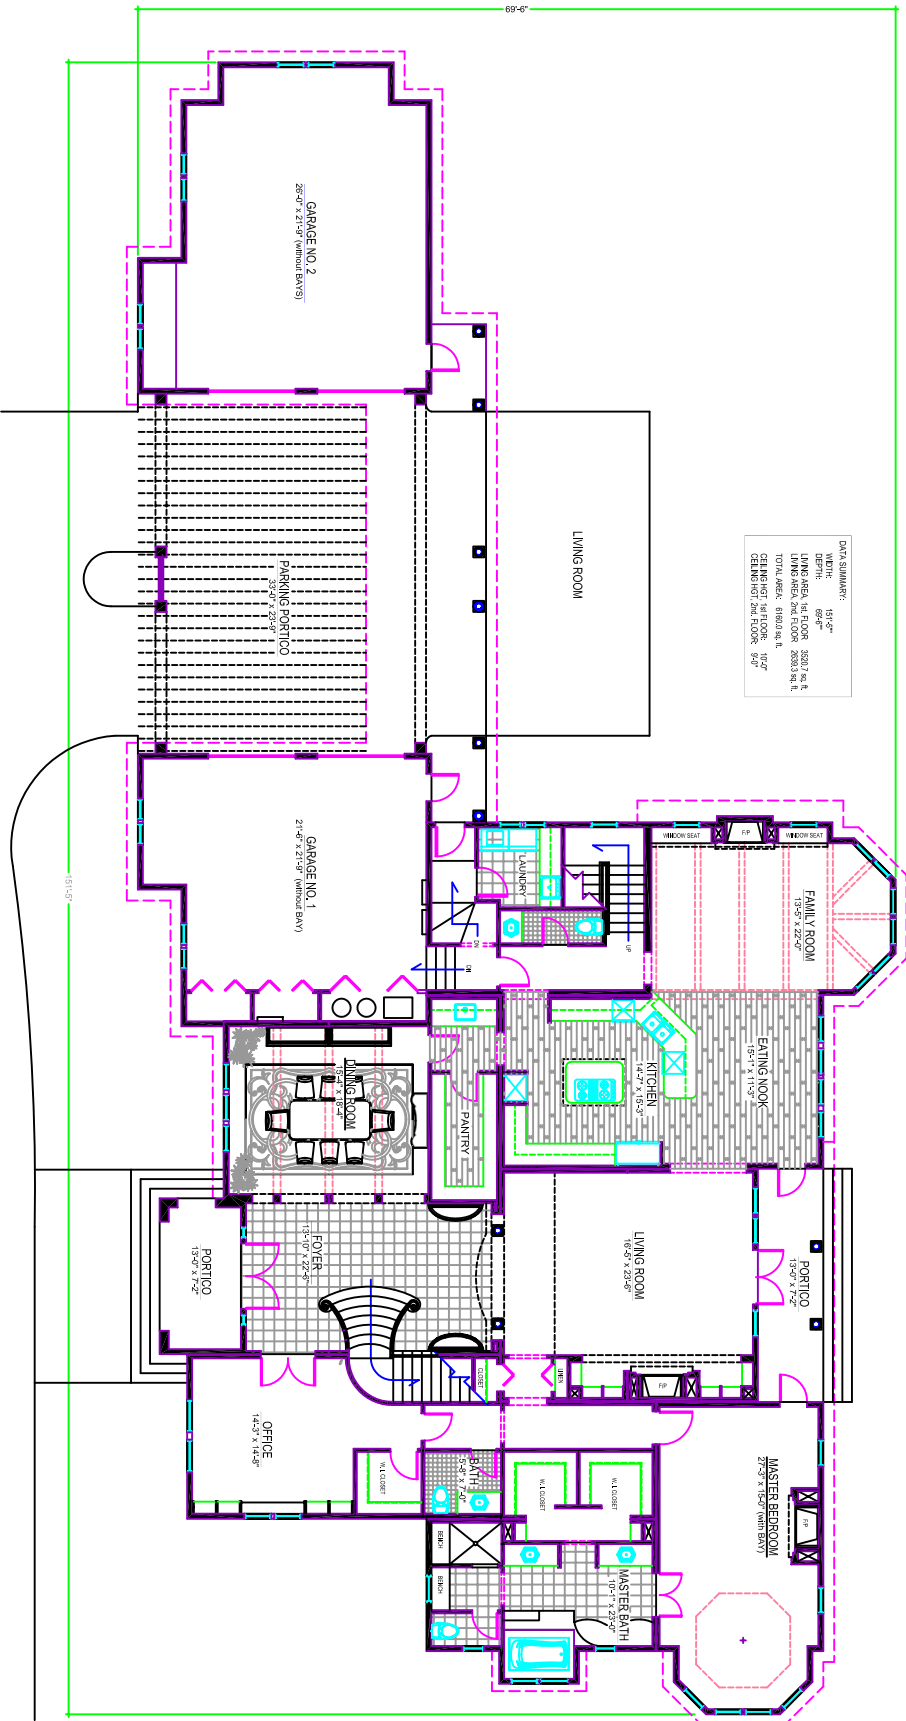 69'-6"
151'-5"
GARAGE NO. 2
26'-0" x 21'-9" (without BAYS)
PARKING PORTICO
33'-0" x 23'-9"
LIVING ROOM
DATA SUMMARY:
WIDTH: 151'-5"
DEPTH: 69'-6"
LIVING AREA, 1st. FLOOR 3520.7 sq. ft.
LIVING AREA, 2nd. FLOOR 2639.3 sq. ft.
TOTAL AREA: 6160.0 sq. ft.
CEILING HGT. 1st FLOOR: 10'-0"
CEILING HGT. 2nd. FLOOR: 9'-0"
GARAGE NO. 1
21'-6" x 21'-9" (without BAY)
LAUNDRY
DN
DN
UP
WINDOW SEAT
F/P
WINDOW SEAT
FAMILY ROOM
13'-5" x 22'-0"
EATING NOOK
15'-1" x 11'-3"
KITCHEN
14'-7" x 15'-3"
PANTRY
DINING ROOM
15'-4" x 18'-4"
FOYER
13'-10" x 22'-6"
PORTICO
13'-0" x 7'-2"
LIVING ROOM
16'-5" x 23'-6"
PORTICO
13'-0" x 7'-2"
F/P
LINEN
CLOSET
OFFICE
14'-3" x 14'-8"
W.I. CLOSET
BATH
5'-8" x 7'-0"
W.I. CLOSET
W.I. CLOSET
BENCH
BENCH
MASTER BATH
10'-1" x 23'-0"
MASTER BEDROOM
27'-3" x 15'-0" (with BAY)
F/P